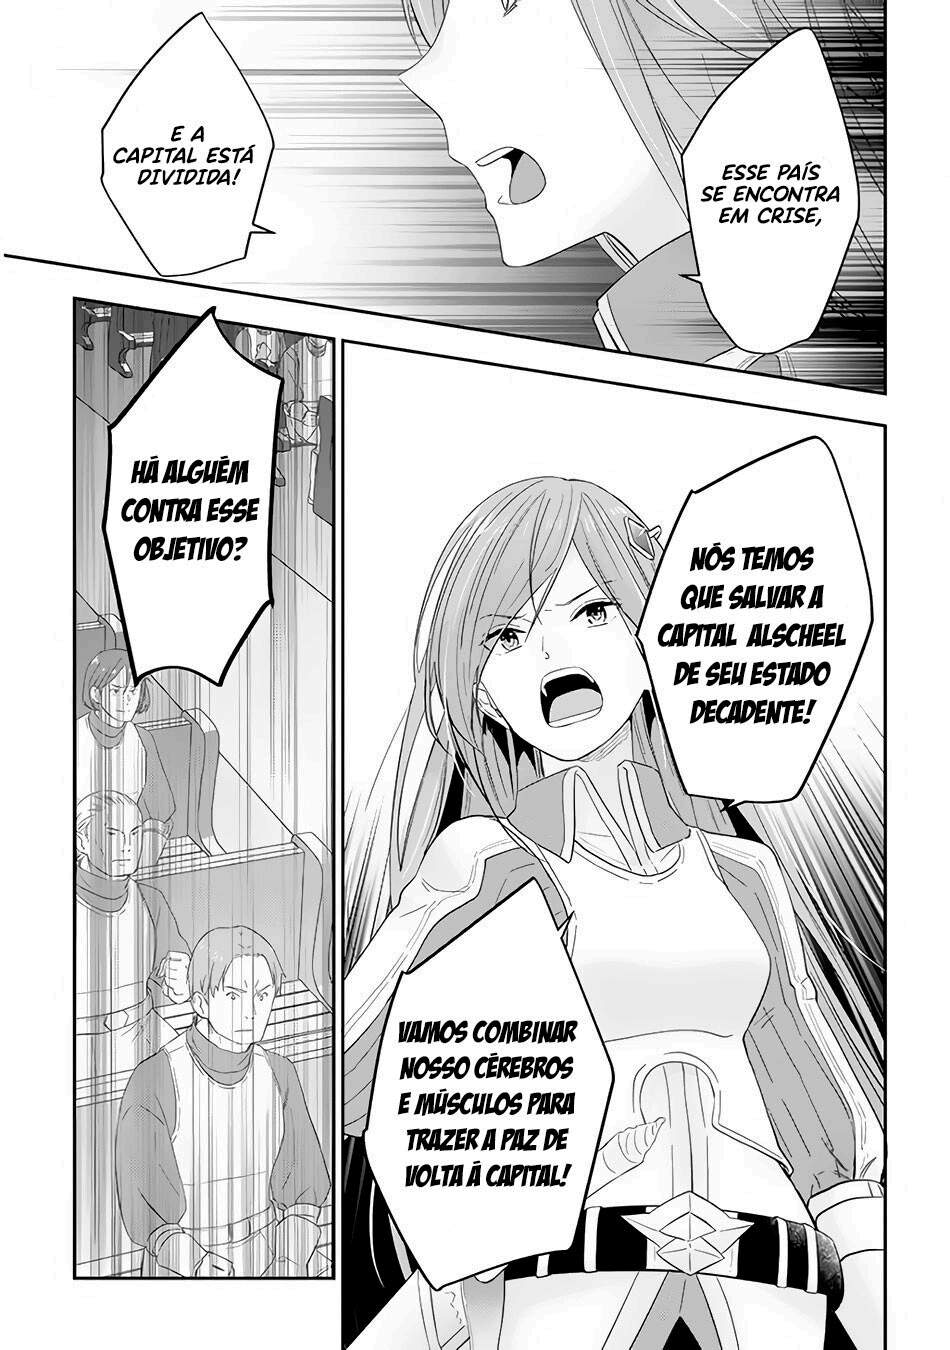 ESSE PAÍS
SE ENCONTRA
EM CRISE,
E A
CAPITAL ESTÁ
DIVIDIDA!
NÓS TEMOS
QUE SALVAR A
CAPITAL ALSCHEEL
DE SEU ESTADO
DECADENTE!
VAMOS COMBINAR
NOSSO CÉREBROS
E MÚSCULOS PARA
TRAZER A PAZ DE
VOLTA Á CAPITAL!
HÁ ALGUÉM
CONTRA ESSE
OBJETIVO?